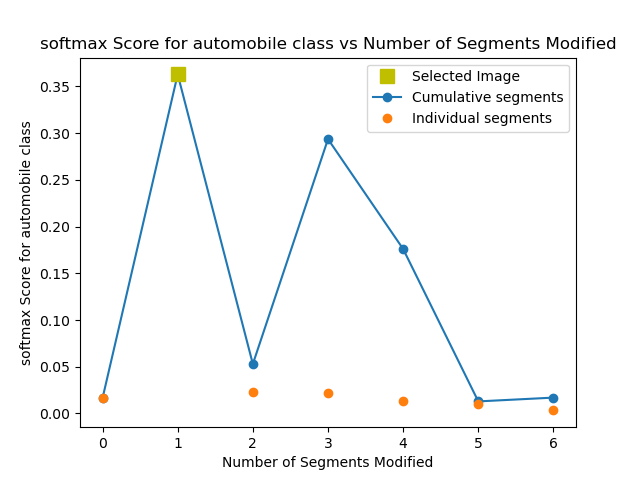 softmax Score for automobile class vs Number of Segments Modified
Selected Image
Cumulative segments
Individual segments
softmax Score for automobile class
0.35
0.30
0.25
0.20
0.15
0.10
0.05
0.00
0 1 2 3 4 5 6
Number of Segments Modified